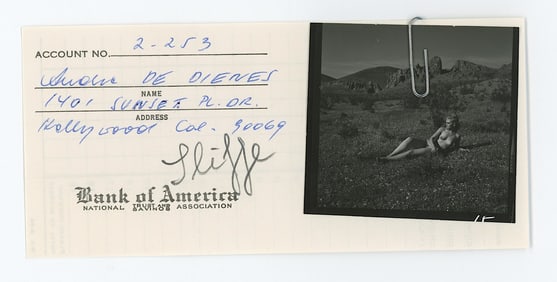 ACCOUNT NO. 2-253
Andre DE DIENES
NAME
1401 SUNSET PL. DR.
ADDRESS
Hollywood Cal. 90069
Bank of America
NATIONAL TRUST AND SAVINGS ASSOCIATION
15